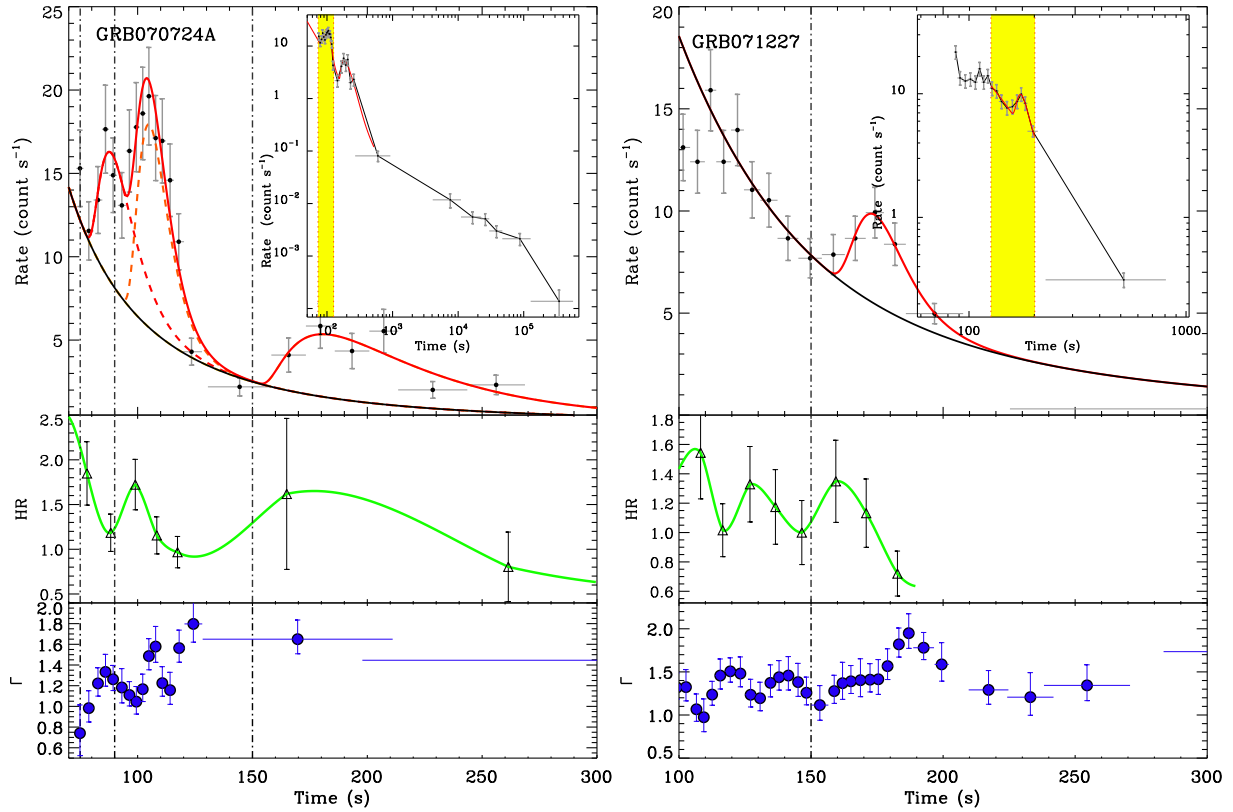 GRB070724A
Rate (count s⁻¹)
25
20
15
10
5
Rate (count s⁻¹)
10
1
10⁻¹
10⁻²
10⁻³
10² 10³ 10⁴ 10⁵
Time (s)
HR
2.5
2.0
1.5
1.0
0.5
Γ
2.0
1.8
1.6
1.4
1.2
1.0
0.8
0.6
100 150 200 250 300
Time (s)
GRB071227
Rate (count s⁻¹)
20
15
10
5
Rate (count s⁻¹)
10
1
100 1000
Time (s)
HR
1.8
1.6
1.4
1.2
1.0
0.8
0.6
Γ
2.0
1.5
1.0
0.5
100 150 200 250 300
Time (s)